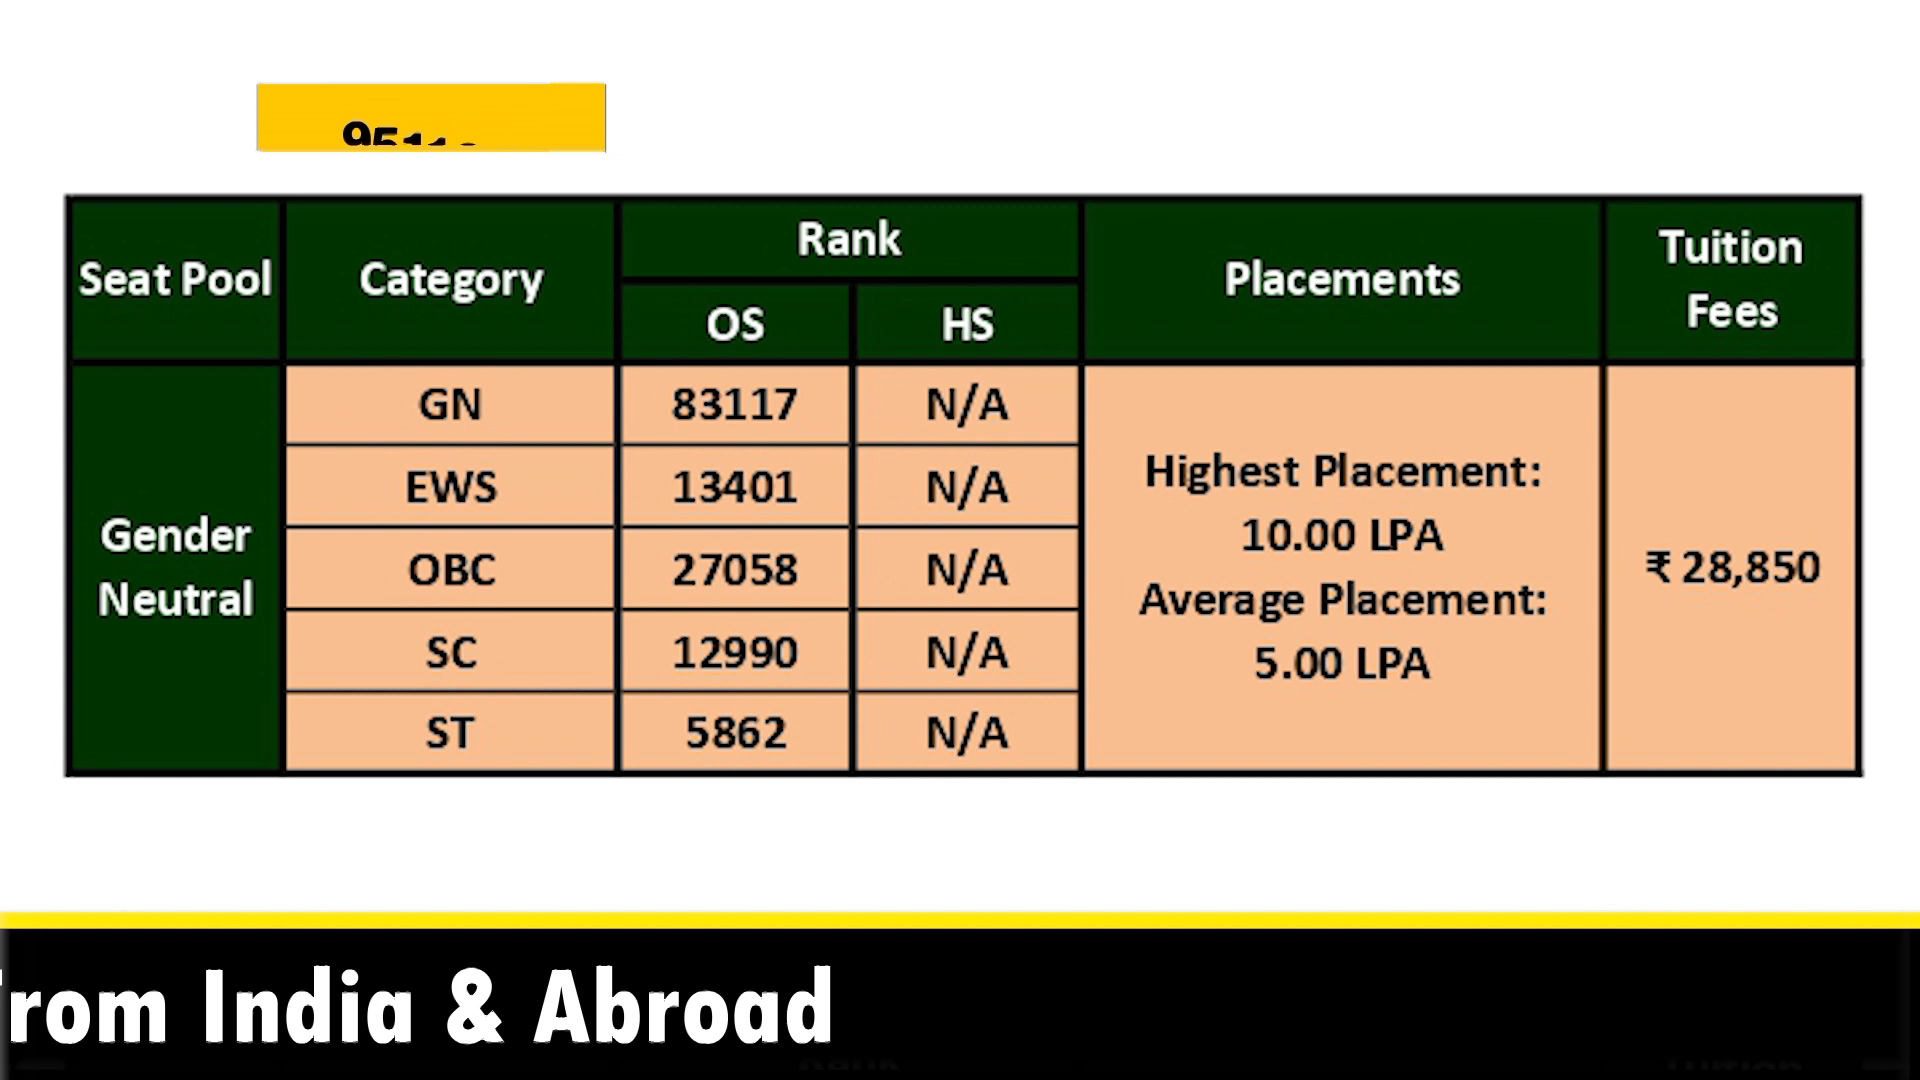 Seat Pool
Category
Rank
OS
HS
Placements
Tuition
Fees
Gender
Neutral
GN 83117 N/A
EWS 13401 N/A
OBC 27058 N/A
SC 12990 N/A
ST 5862 N/A
Highest Placement:
10.00 LPA
Average Placement:
5.00 LPA
₹ 28,850
from India & Abroad